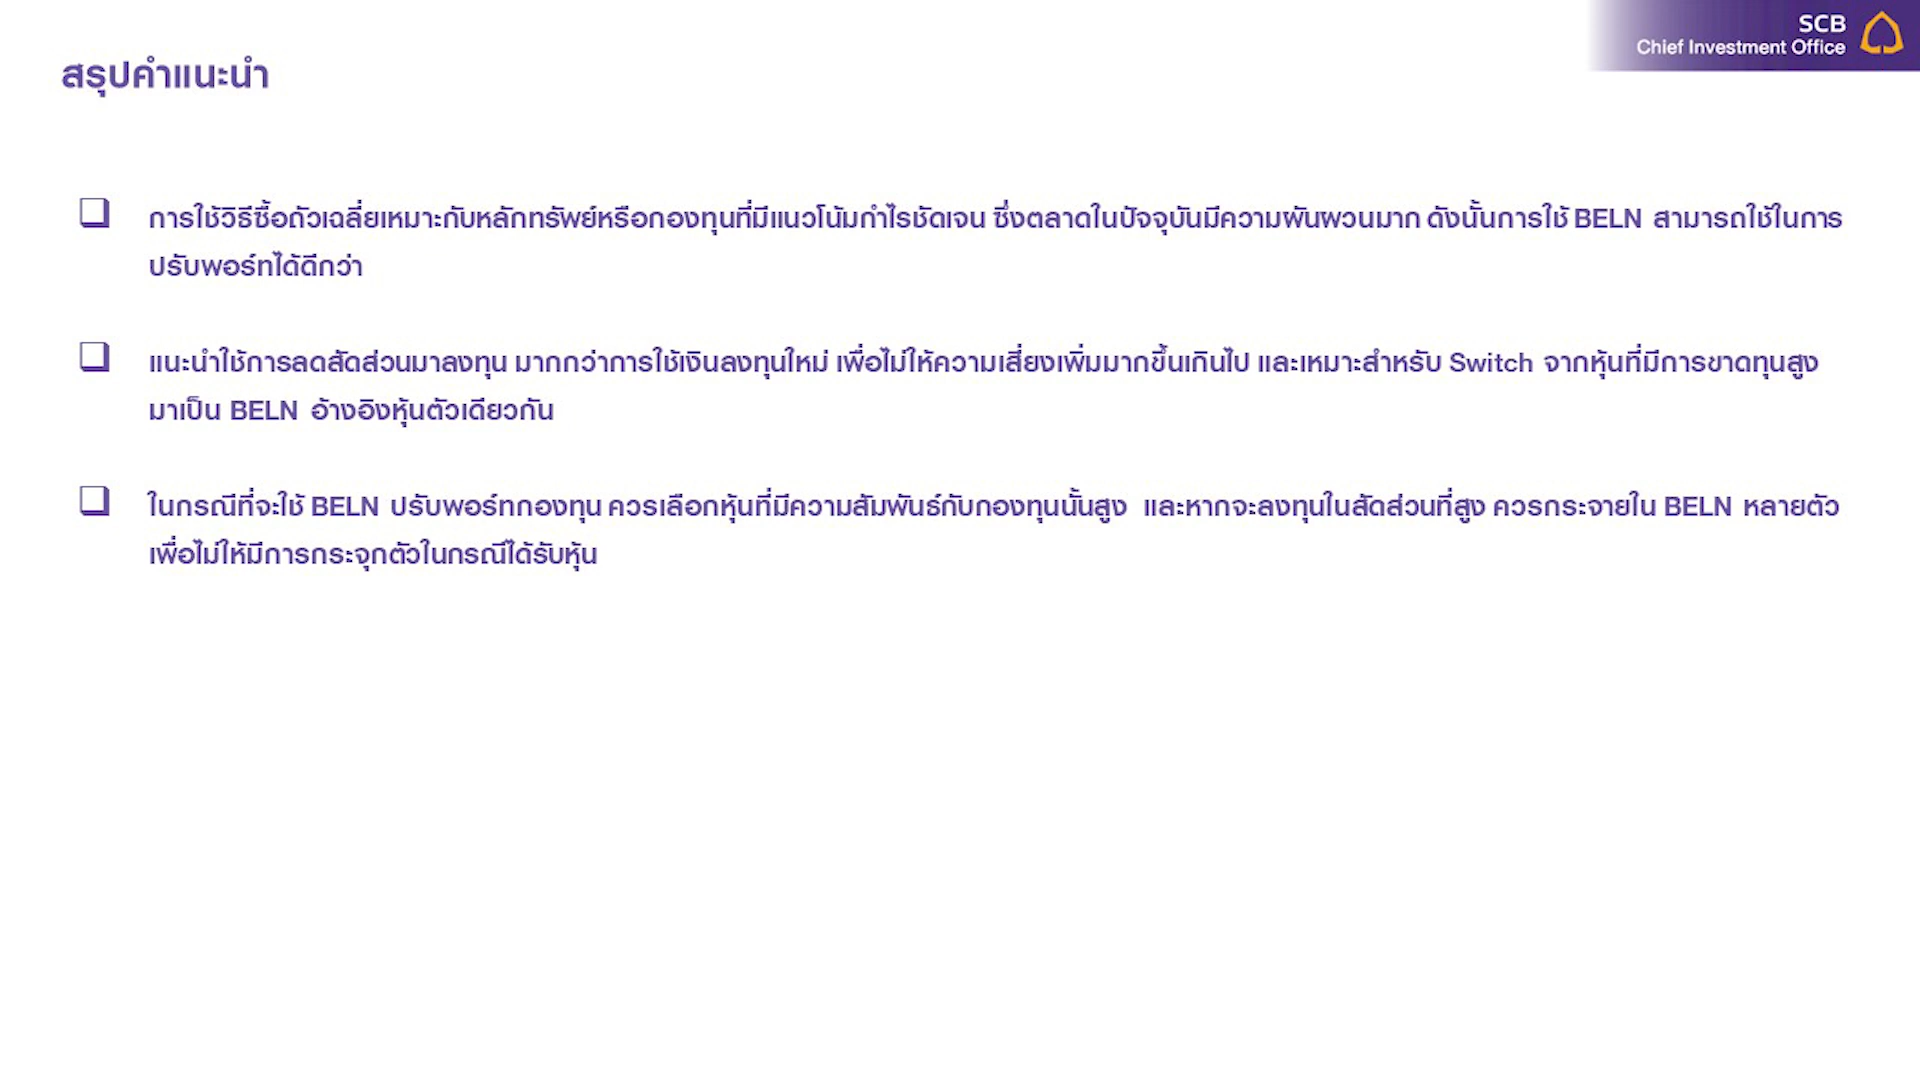 SCB
Chief Investment Office
สรุปคำแนะนำ
การใช้วิธีซื้อถัวเฉลี่ยเหมาะกับหลักทรัพย์หรือกองทุนที่มีแนวโน้มกำไรชัดเจน ซึ่งตลาดในปัจจุบันมีความผันผวนมาก ดังนั้นการใช้ BELN สามารถใช้ในการ
ปรับพอร์ทได้ดีกว่า
แนะนำใช้การลดสัดส่วนมาลงทุน มากกว่าการใช้เงินลงทุนใหม่ เพื่อไม่ให้ความเสี่ยงเพิ่มมากขึ้นเกินไป และเหมาะสำหรับ Switch จากหุ้นที่มีการขาดทุนสูง
มาเป็น BELN อ้างอิงหุ้นตัวเดียวกัน
ในกรณีที่จะใช้ BELN ปรับพอร์ทกองทุน ควรเลือกหุ้นที่มีความสัมพันธ์กับกองทุนนั้นสูง และหากจะลงทุนในสัดส่วนที่สูง ควรกระจายใน BELN หลายตัว
เพื่อไม่ให้มีการกระจุกตัวในกรณีได้รับหุ้น